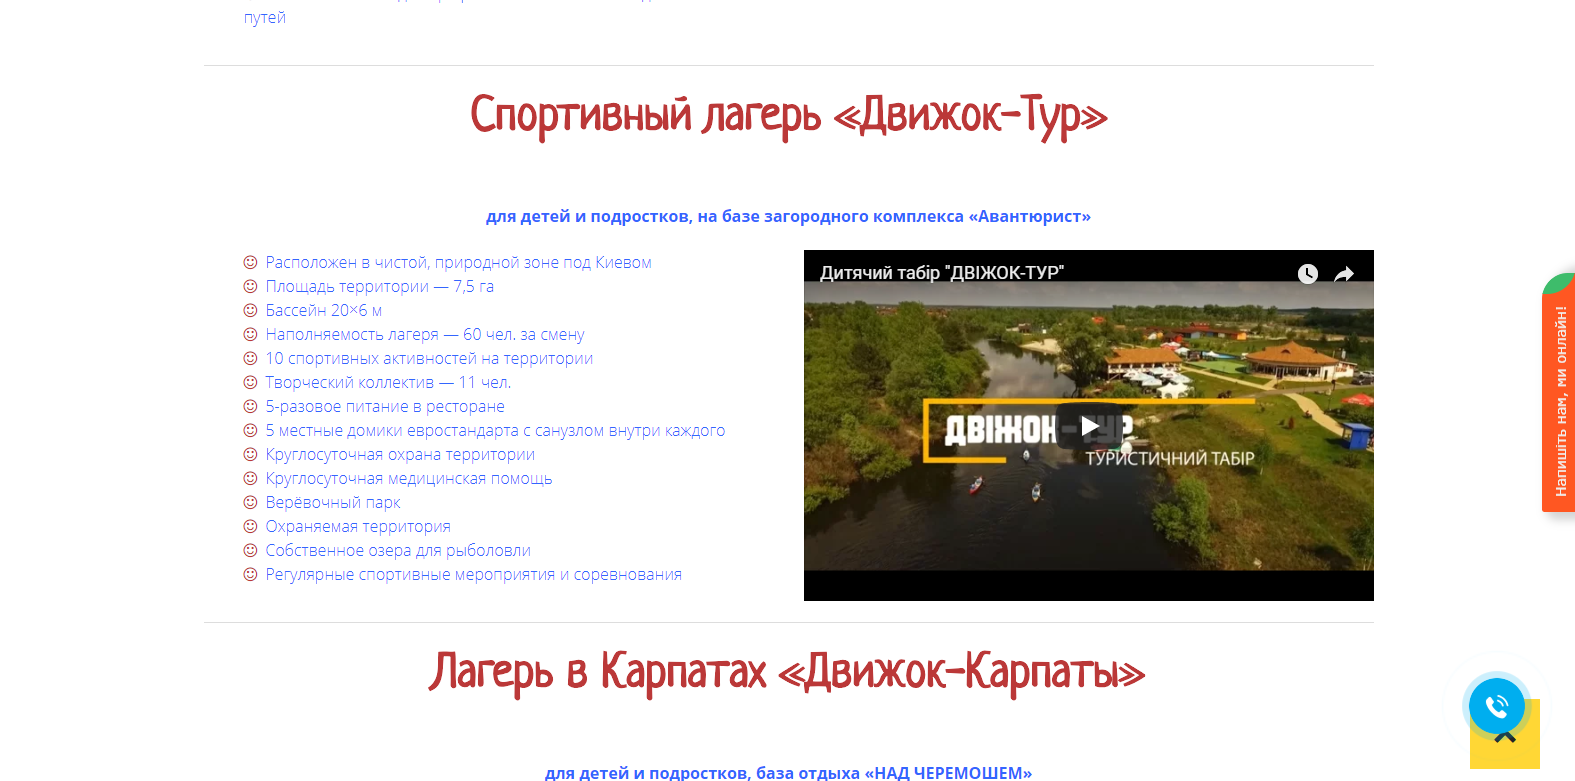 путей
Спортивный лагерь «Движок-Тур»
для детей и подростков, на базе загородного комплекса «Авантюрист»
Расположен в чистой, природной зоне под Киевом
Площадь территории — 7,5 га
Бассейн 20×6 м
Наполняемость лагеря — 60 чел. за смену
10 спортивных активностей на территории
Творческий коллектив — 11 чел.
5-разовое питание в ресторане
5 местные домики евростандарта с санузлом внутри каждого
Круглосуточная охрана территории
Круглосуточная медицинская помощь
Верёвочный парк
Охраняемая территория
Собственное озера для рыболовли
Регулярные спортивные мероприятия и соревнования
Дитячий табір "ДВІЖОК-ТУР"
ДВІЖОК-ТУР
ТУРИСТИЧНИЙ ТАБІР
Напишіть нам, ми онлайн!
Лагерь в Карпатах «Движок-Карпаты»
для детей и подростков, база отдыха «НАД ЧЕРЕМОШЕМ»